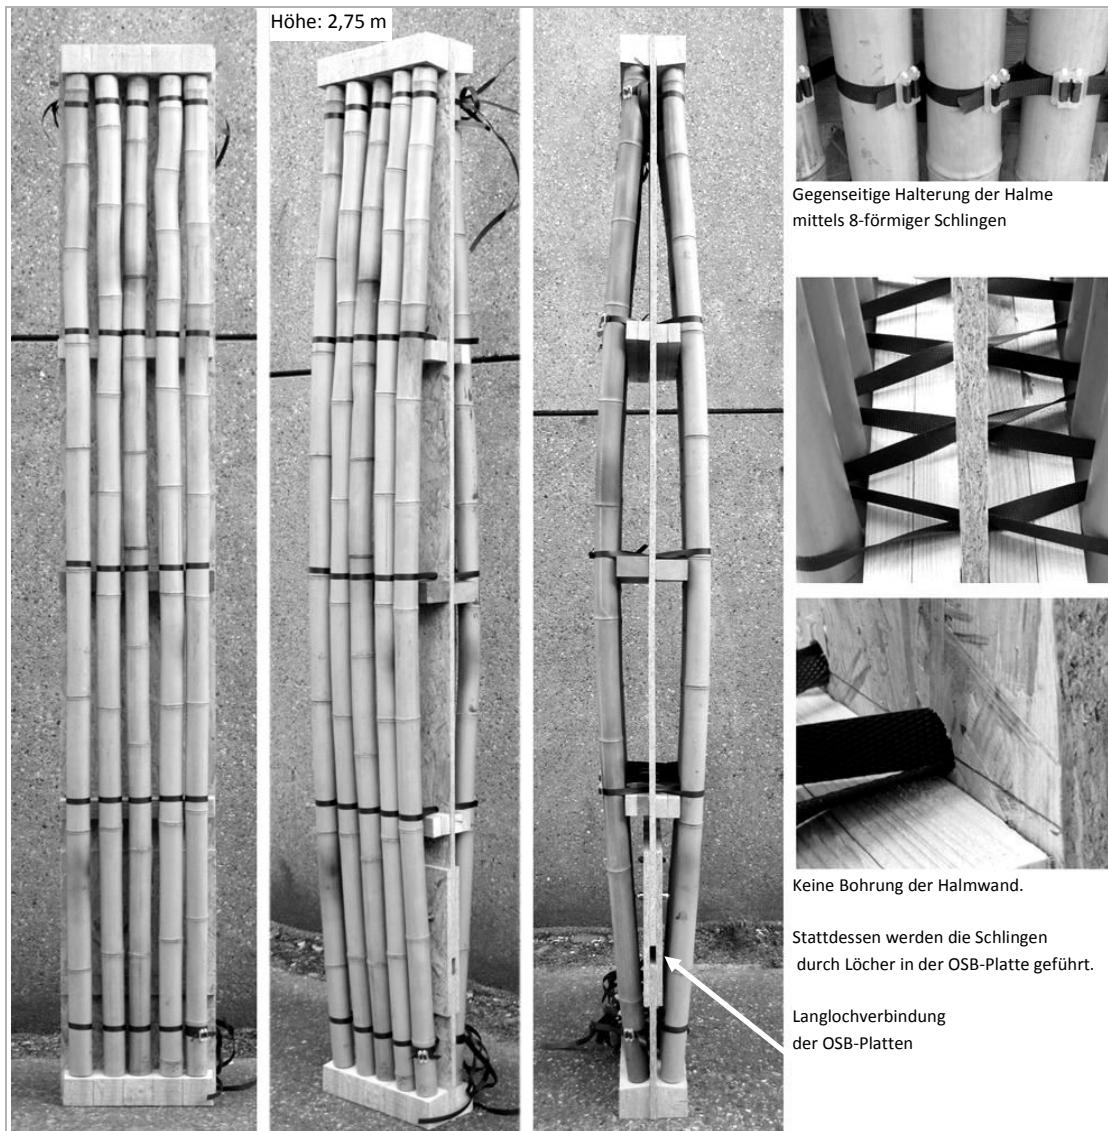 Höhe: 2,75 m
Gegenseitige Halterung der Halme
mittels 8-förmiger Schlingen
Keine Bohrung der Halmwand.
Stattdessen werden die Schlingen
durch Löcher in der OSB-Platte geführt.
Langlochverbindung
der OSB-Platten